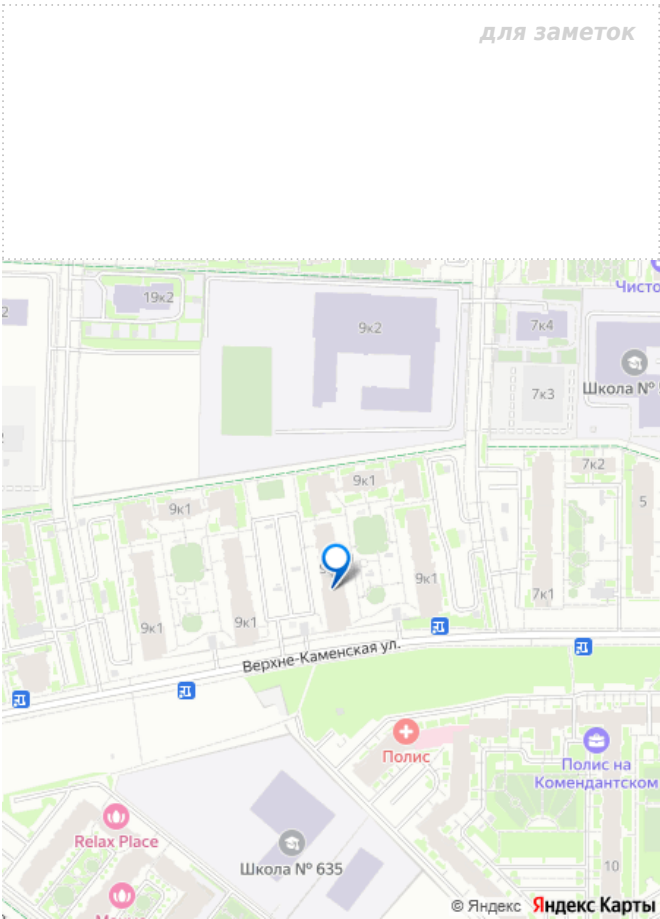 для заметок
Чисто
19к2
2
9к2
7к4
Школа №
7к3
7к2
9к1
9к1
5
9к1
7к1
9к1
9к1
Верхне-Каменская ул.
Полис
Полис на
Комендантском
Relax Place
Школа № 635
10
© Яндекс Яндекс Карты